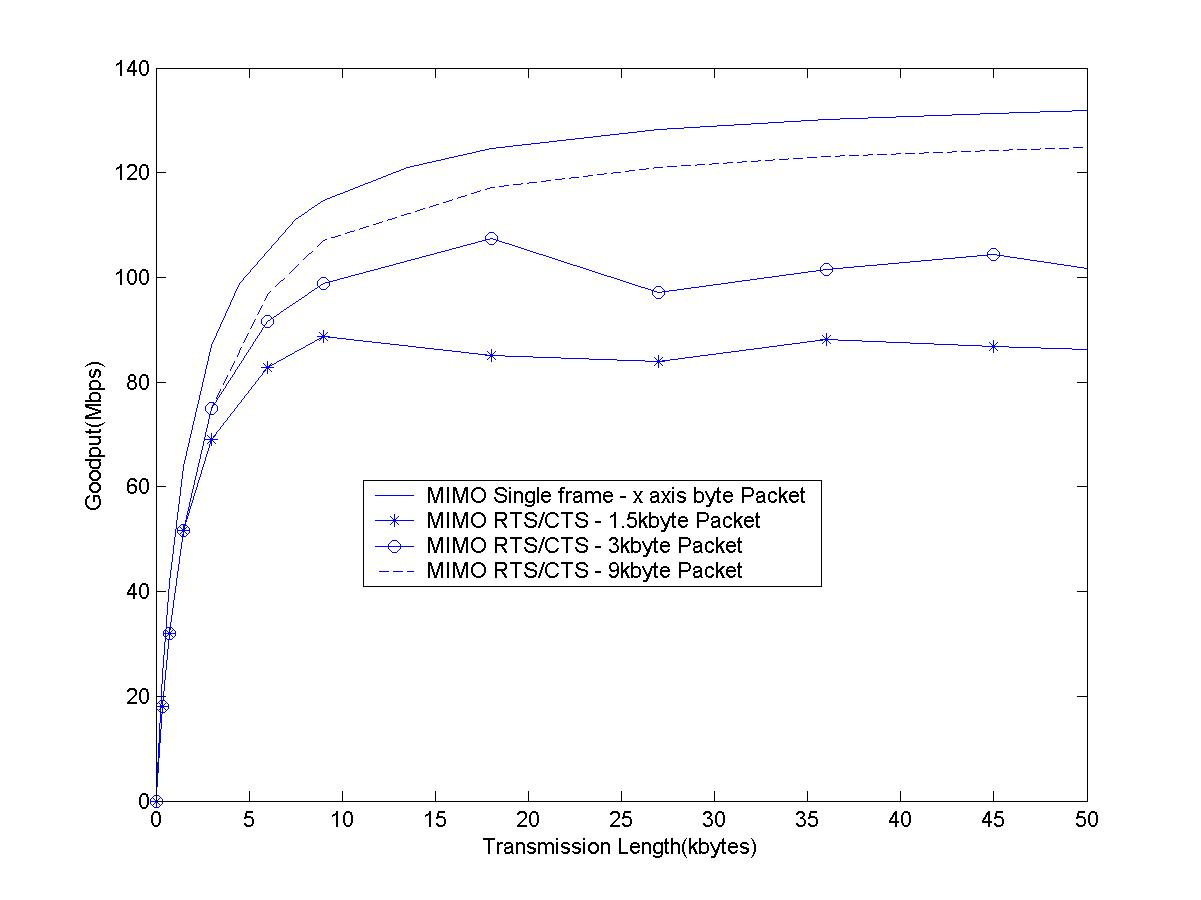 140
120
100
80
60
40
20
0
Goodput(Mbps)
MIMO Single frame - x axis byte Packet
MIMO RTS/CTS - 1.5kbyte Packet
MIMO RTS/CTS - 3kbyte Packet
MIMO RTS/CTS - 9kbyte Packet
0 5 10 15 20 25 30 35 40 45 50
Transmission Length(kbytes)